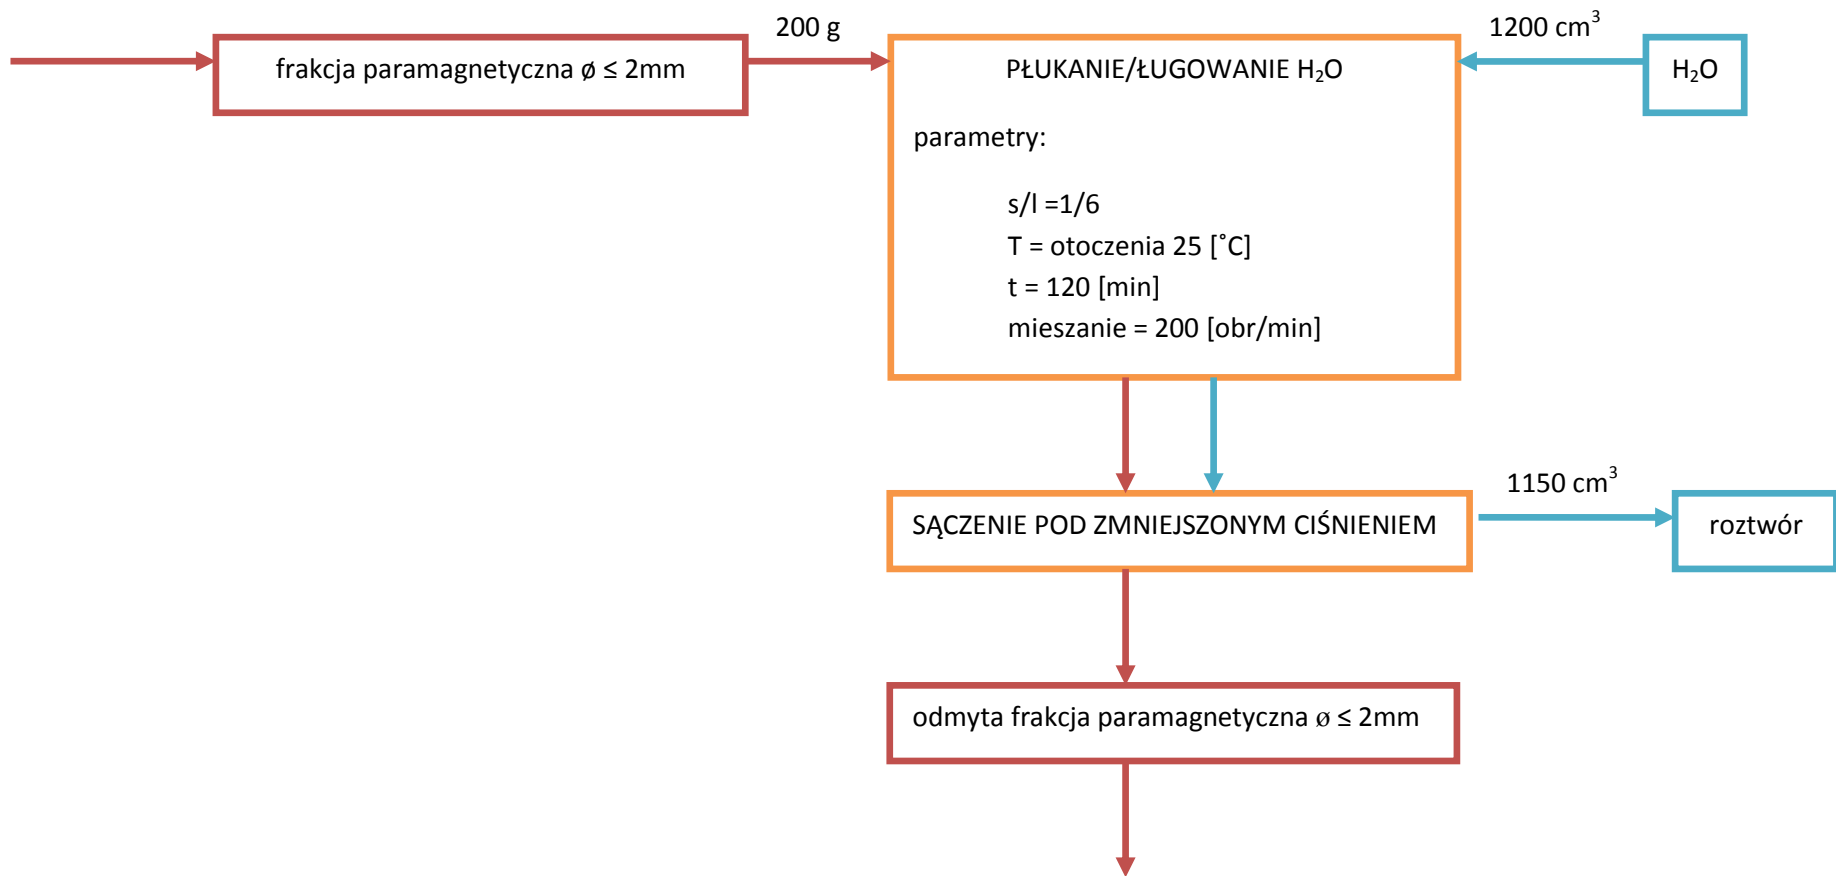 200 g
1200 cm³
frakcja paramagnetyczna ø ≤ 2mm
PŁUKANIE/ŁUGOWANIE H₂O
H₂O
parametry:
s/l =1/6
T = otoczenia 25 [˚C]
t = 120 [min]
mieszanie = 200 [obr/min]
1150 cm³
SĄCZENIE POD ZMNIEJSZONYM CIŚNIENIEM
roztwór
odmyta frakcja paramagnetyczna ø ≤ 2mm